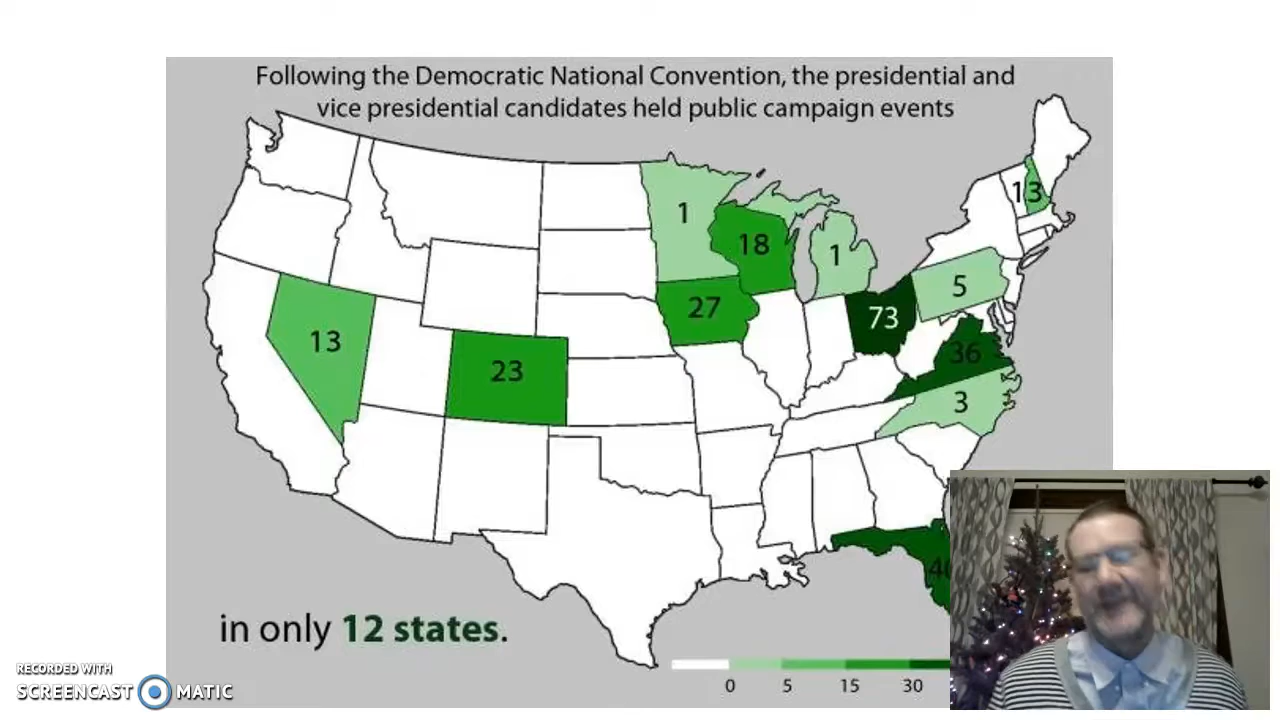 Following the Democratic National Convention, the presidential and
vice presidential candidates held public campaign events
13
1
18
1
5
27
73
13
36
23
3
in only 12 states.
0 5 15 30
RECORDED WITH
SCREENCAST MATIC